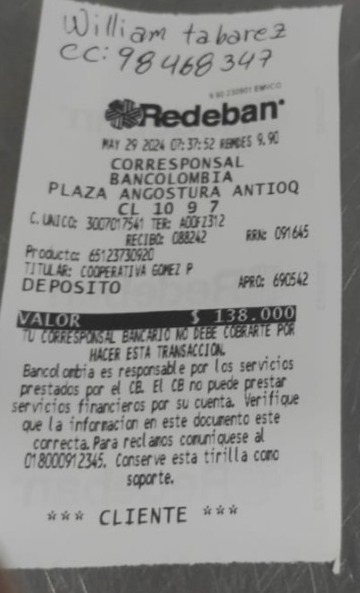 William tabarez
CC: 98468347
Redeban
MAY 29 2024 07:37:52 RBMDES 9.90
CORRESPONSAL
BANCOLOMBIA
PLAZA ANGOSTURA ANTIOQ
CL 10 9 7
C. UNICO: 3007017541 TER: A00FZ312
RECIBO: 088242 RRN: 091645
Producto: 65123730920
TITULAR: COOPERATIVA GOMEZ P
DEPOSITO APRO: 690542
VALOR $ 138.000
TU CORRESPONSAL BANCARIO NO DEBE COBRARTE POR
HACER ESTA TRANSACCION.
Bancolombia es responsable por los servicios
prestados por el CB. El CB no puede prestar
servicios financieros por su cuenta. Verifique
que la informacion en este documento este
correcta. Para reclamos comuniquese al
018000912345. Conserve esta tirilla como
soporte.
*** CLIENTE ***